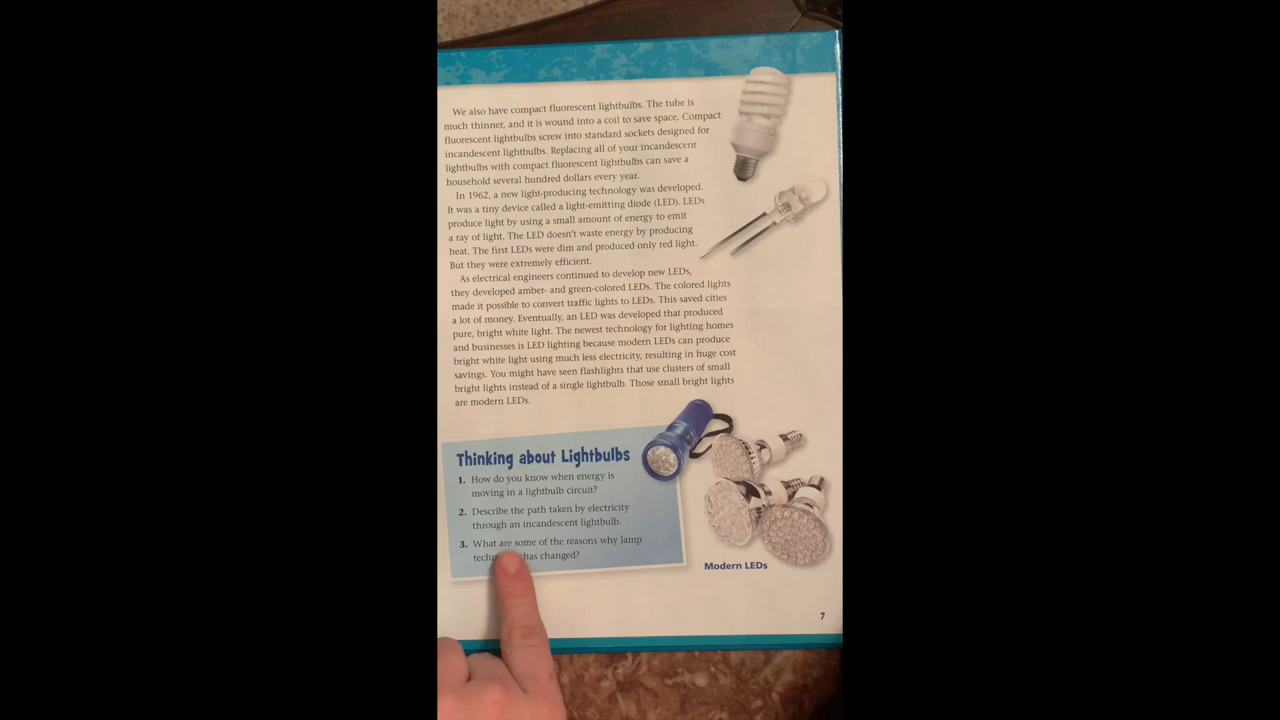 We also have compact fluorescent lightbulbs. The tube is
much thinner, and it is wound into a coil to save space. Compact
fluorescent lightbulbs screw into standard sockets designed for
incandescent lightbulbs. Replacing all of your incandescent
lightbulbs with compact fluorescent lightbulbs can save a
household several hundred dollars every year.
In 1962, a new light-producing technology was developed.
It was a tiny device called a light-emitting diode (LED). LEDs
produce light by using a small amount of energy to emit
a ray of light. The LED doesn't waste energy by producing
heat. The first LEDs were dim and produced only red light.
But they were extremely efficient.
As electrical engineers continued to develop new LEDs,
they developed amber- and green-colored LEDs. The colored lights
made it possible to convert traffic lights to LEDs. This saved cities
a lot of money. Eventually, an LED was developed that produced
pure, bright white light. The newest technology for lighting homes
and businesses is LED lighting because modern LEDs can produce
bright white light using much less electricity, resulting in huge cost
savings. You might have seen flashlights that use clusters of small
bright lights instead of a single lightbulb. Those small bright lights
are modern LEDs.
Thinking about Lightbulbs
1. How do you know when energy is
moving in a lightbulb circuit?
2. Describe the path taken by electricity
through an incandescent lightbulb.
3. What are some of the reasons why lamp
has changed?
Modern LEDs
7